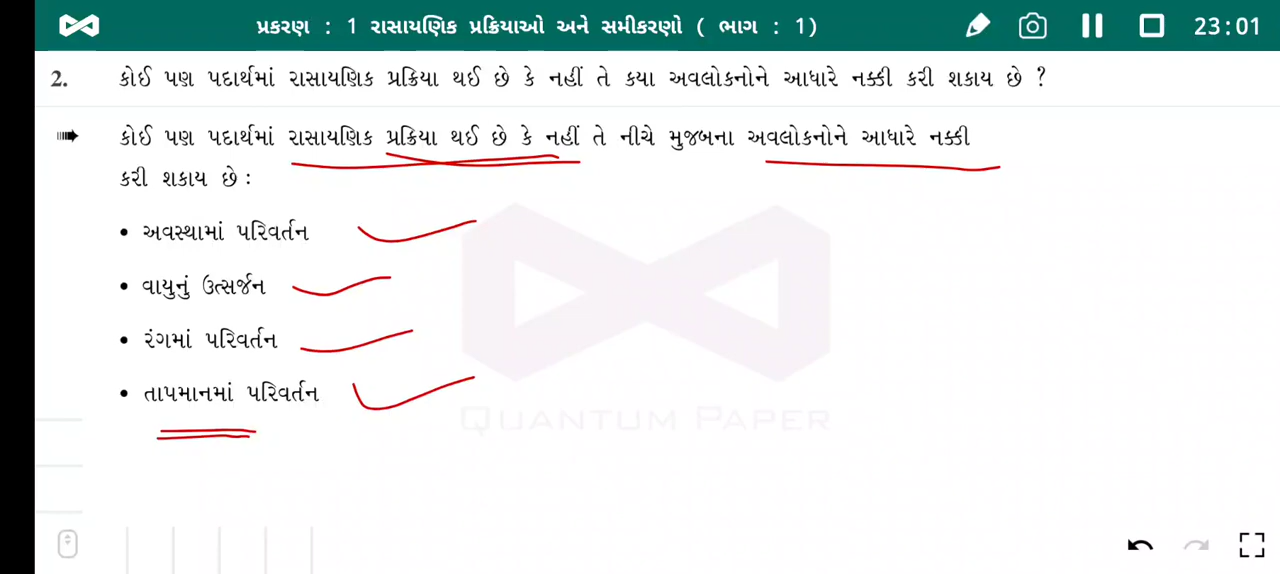 પ્રકરણ : 1 રાસાયણિક પ્રક્રિયાઓ અને સમીકરણો ( ભાગ : 1)
23:01
2. કોઈ પણ પદાર્થમાં રાસાયણિક પ્રક્રિયા થઈ છે કે નહીં તે કયા અવલોકનોને આધારે નક્કી કરી શકાય છે ?
કોઈ પણ પદાર્થમાં રાસાયણિક પ્રક્રિયા થઈ છે કે નહીં તે નીચે મુજબના અવલોકનોને આધારે નક્કી
કરી શકાય છે :
• અવસ્થામાં પરિવર્તન
• વાયુનું ઉત્સર્જન
• રંગમાં પરિવર્તન
• તાપમાનમાં પરિવર્તન
QUANTUM PAPER